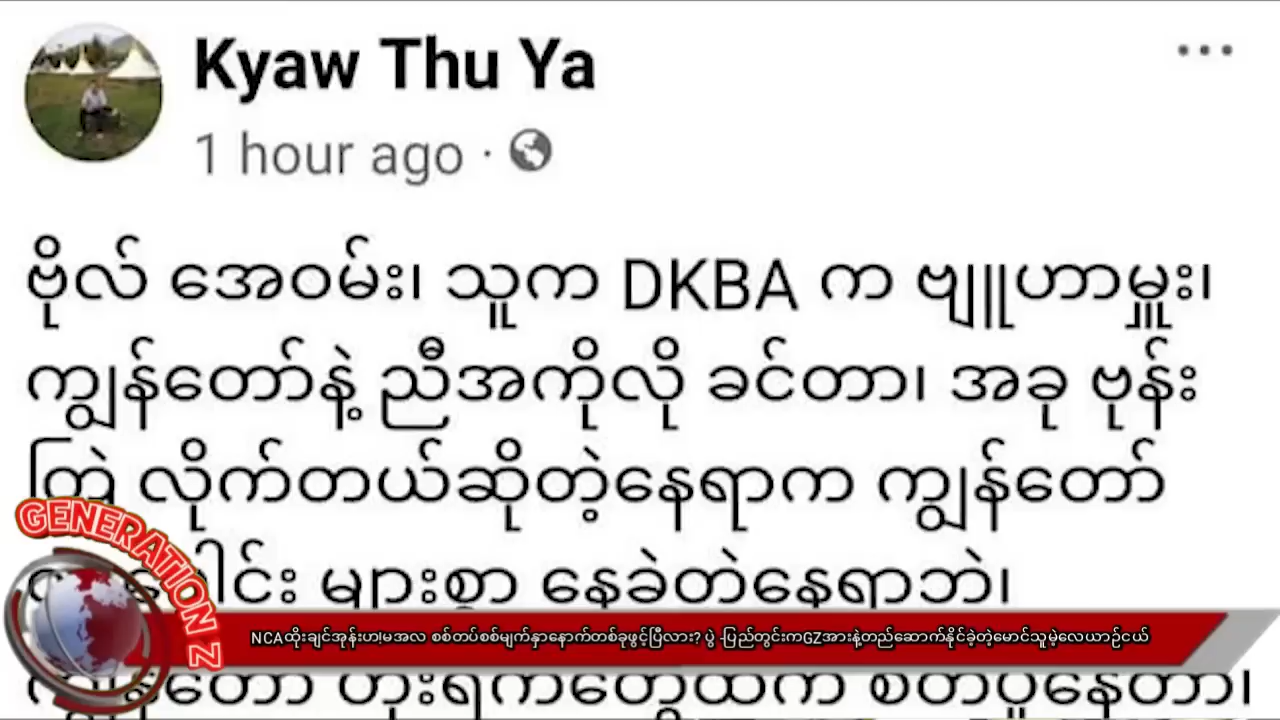 Kyaw Thu Ya
1 hour ago ·
ဗိုလ် အေဝမ်း၊ သူက DKBA က ဗျူဟာမှူး၊
ကျွန်တော်နဲ့ ညီအကိုလို ခင်တာ၊ အခု ဗုန်း
ကြဲ လိုက်တယ်ဆိုတဲ့နေရာက ကျွန်တော်
များစွာ နေခဲတဲနေရာဘဲ၊
GENERATION Z
NCAထိုးချင်အုန်းဟ!မအလ စစ်တပ်စစ်မျက်နှာနောက်တစ်ခုဖွင့်ပြီလား? ပွဲ -ပြည်တွင်းကGZအားနဲ့တည်ဆောက်နိုင်ခဲ့တဲ့မောင်သူမဲ့လေယာဉ်ငယ်